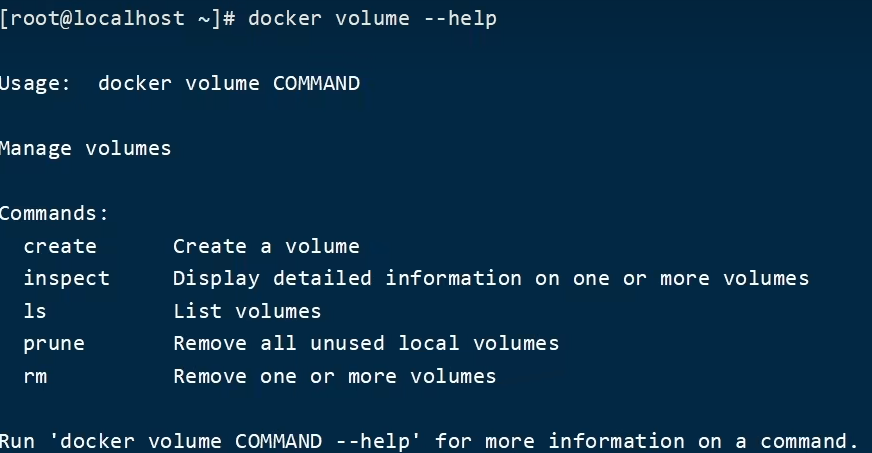 [root@localhost ~]# docker volume --help
Usage:  docker volume COMMAND
Manage volumes
Commands:
  create      Create a volume
  inspect     Display detailed information on one or more volumes
  ls          List volumes
  prune       Remove all unused local volumes
  rm          Remove one or more volumes
Run 'docker volume COMMAND --help' for more information on a command.